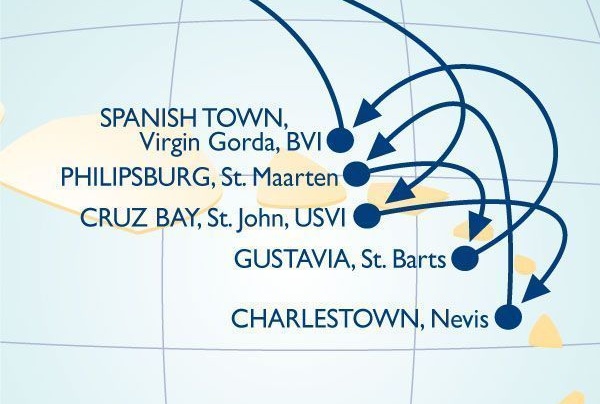 SPANISH TOWN,
Virgin Gorda, BVI
PHILIPSBURG, St. Maarten
CRUZ BAY, St. John, USVI
GUSTAVIA, St. Barts
CHARLESTOWN, Nevis